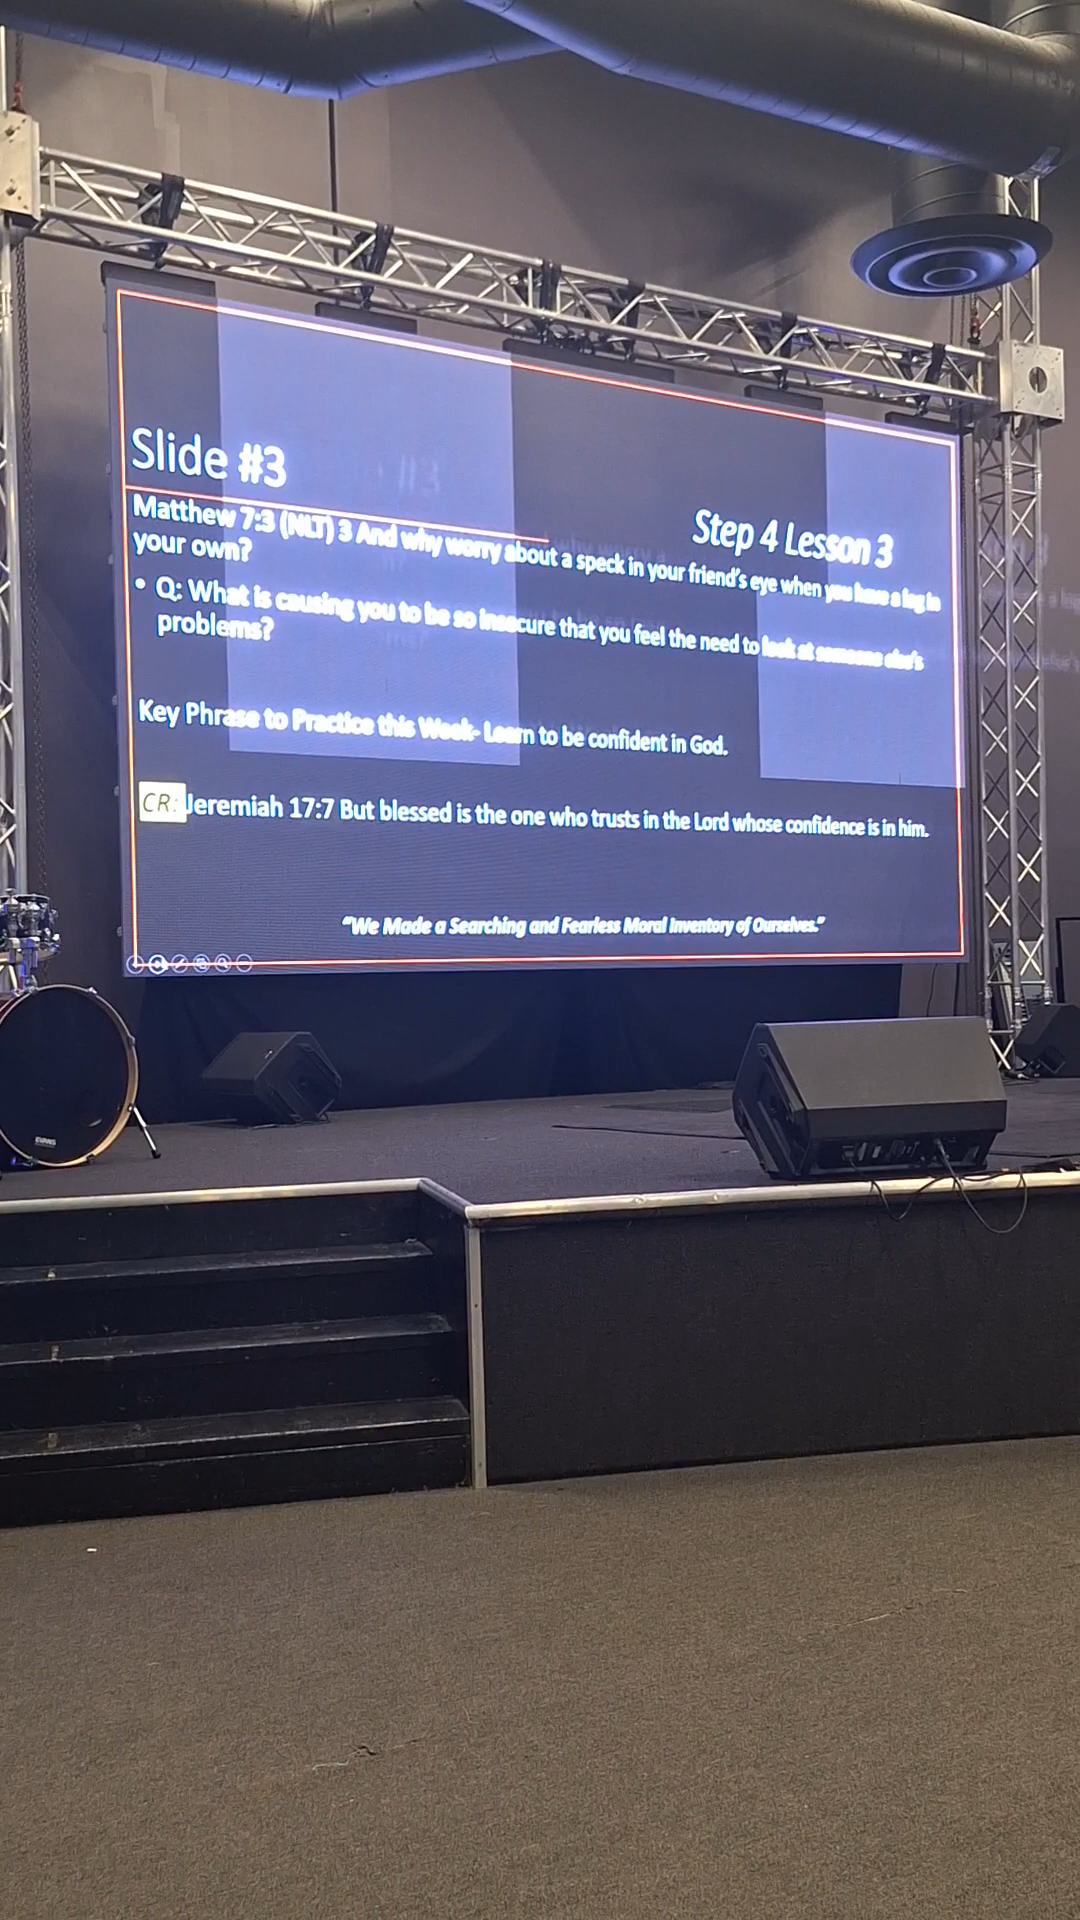 Slide #3
Step 4 Lesson 3
Matthew 7:3 (NLT) 3 And why worry about a speck in your friend's eye when you have a log in
your own?
• Q: What is causing you to be so insecure that you feel the need to look at someone else's
problems?
Key Phrase to Practice this Week- Learn to be confident in God.
CR: Jeremiah 17:7 But blessed is the one who trusts in the Lord whose confidence is in him.
"We Made a Searching and Fearless Moral Inventory of Ourselves."
EVANS